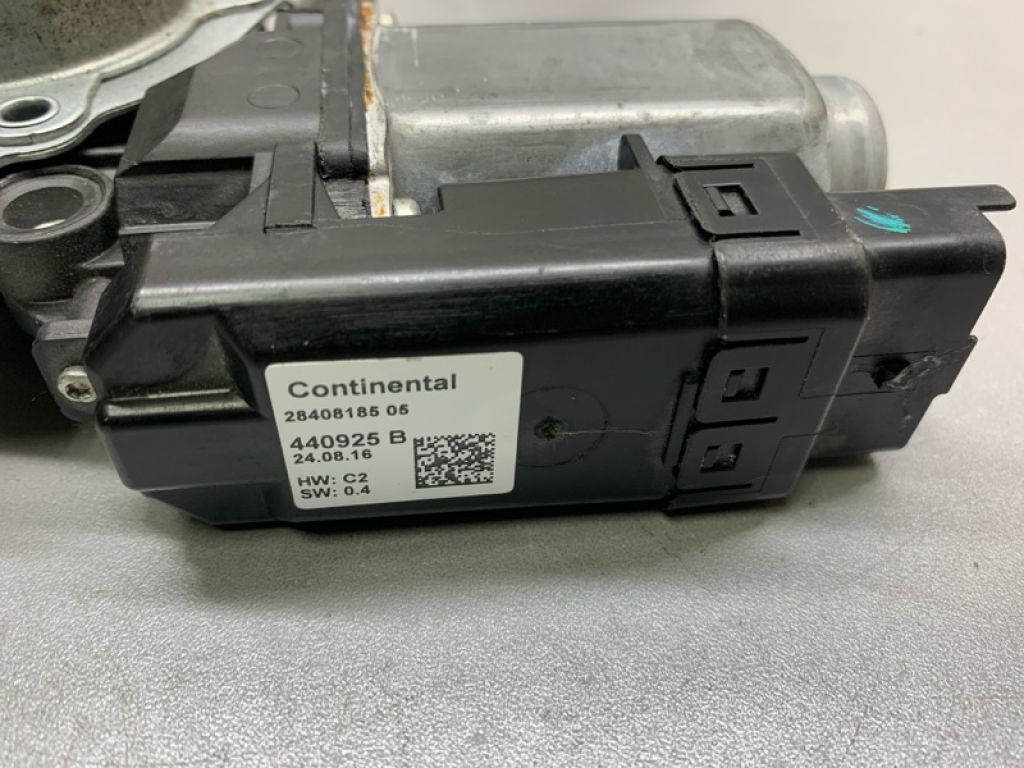 Continental
28408185 05
440925 B
24.08.16
HW: C2
SW: 0.4